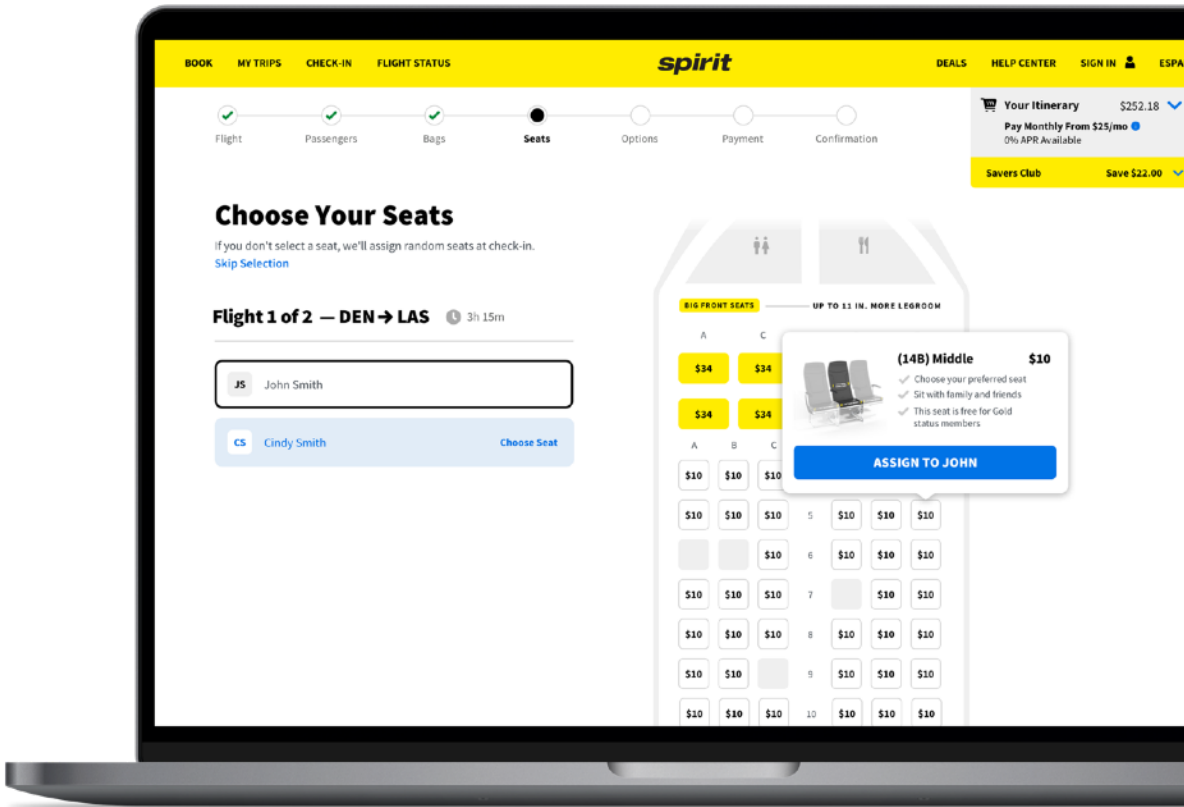 BOOK MY TRIPS CHECK-IN FLIGHT STATUS spirit DEALS HELP CENTER SIGN IN ESPA
Flight Passengers Bags Seats Options Payment Confirmation
Your Itinerary $252.18
Pay Monthly From $25/mo
0% APR Available
Savers Club Save $22.00
Choose Your Seats
If you don't select a seat, we'll assign random seats at check-in.
Skip Selection
Flight 1 of 2 — DEN → LAS 3h 15m
JS John Smith
CS Cindy Smith Choose Seat
BIG FRONT SEATS UP TO 11 IN. MORE LEGROOM
A C
$34 $34
$34 $34
A B C
$10 $10 $10
(14B) Middle $10
Choose your preferred seat
Sit with family and friends
This seat is free for Gold
status members
ASSIGN TO JOHN
$10 $10 $10 5 $10 $10 $10
$10 6 $10 $10 $10
$10 $10 $10 7 $10 $10
$10 $10 $10 8 $10 $10 $10
$10 $10 9 $10 $10 $10
$10 $10 $10 10 $10 $10 $10